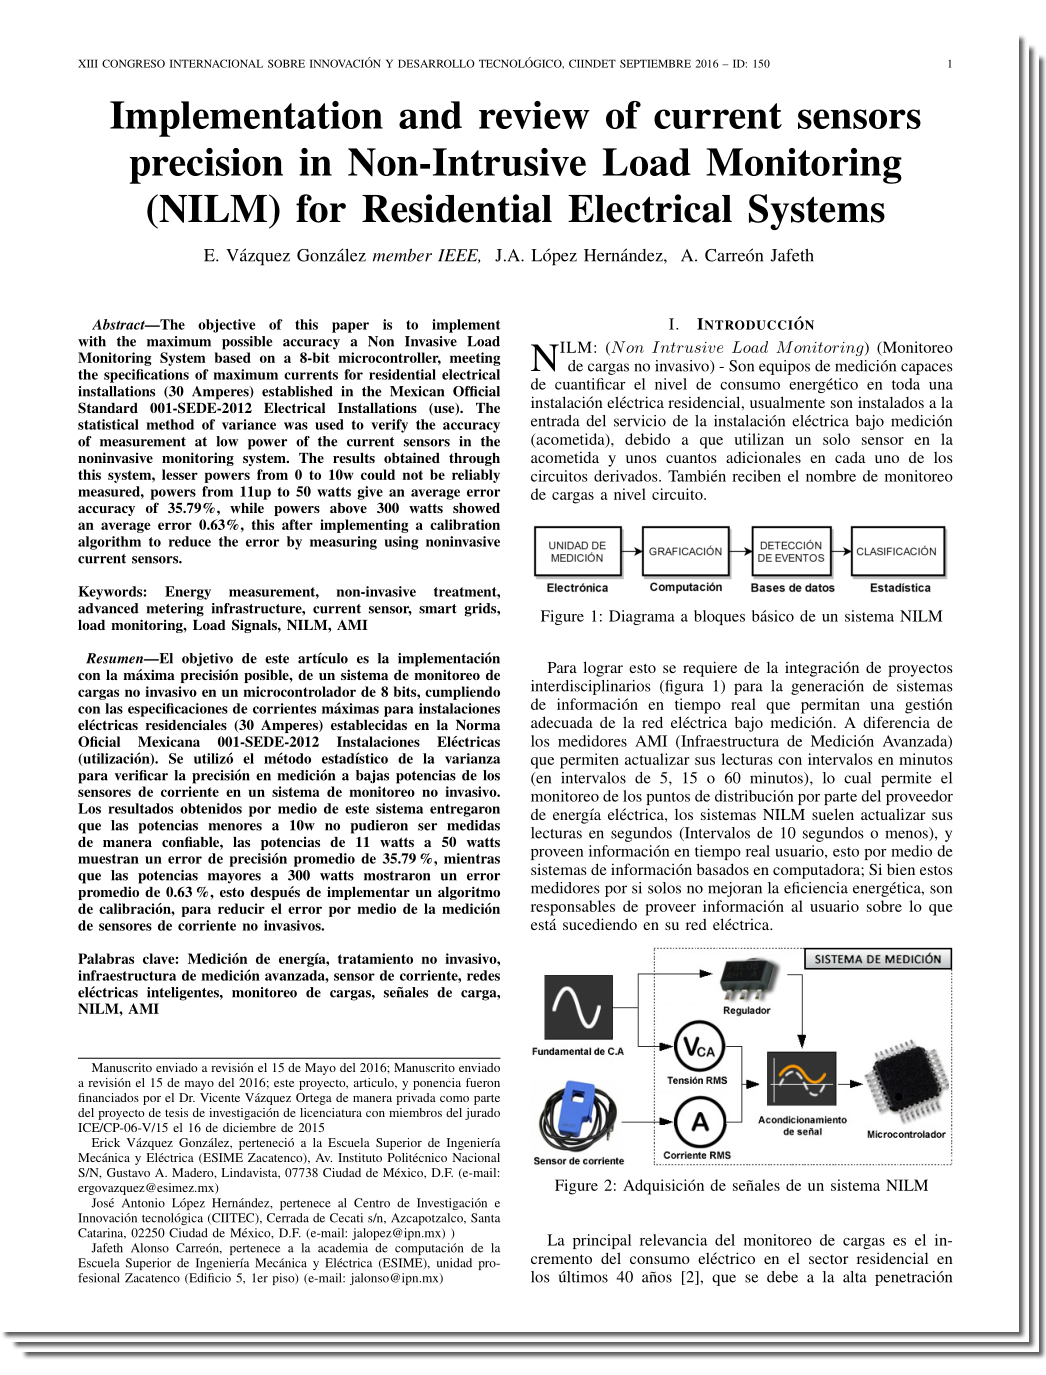 XIII CONGRESO INTERNACIONAL SOBRE INNOVACIÓN Y DESARROLLO TECNOLÓGICO, CIINDET SEPTIEMBRE 2016 – ID: 150
1
Implementation and review of current sensors
precision in Non-Intrusive Load Monitoring
(NILM) for Residential Electrical Systems
E. Vázquez González member IEEE, J.A. López Hernández, A. Carreón Jafeth
Abstract—The objective of this paper is to implement
with the maximum possible accuracy a Non Invasive Load
Monitoring System based on a 8-bit microcontroller, meeting
the specifications of maximum currents for residential electrical
installations (30 Amperes) established in the Mexican Official
Standard 001-SEDE-2012 Electrical Installations (use). The
statistical method of variance was used to verify the accuracy
of measurement at low power of the current sensors in the
noninvasive monitoring system. The results obtained through
this system, lesser powers from 0 to 10w could not be reliably
measured, powers from 11up to 50 watts give an average error
accuracy of 35.79%, while powers above 300 watts showed
an average error 0.63%, this after implementing a calibration
algorithm to reduce the error by measuring using noninvasive
current sensors.
Keywords: Energy measurement, non-invasive treatment,
advanced metering infrastructure, current sensor, smart grids,
load monitoring, Load Signals, NILM, AMI
Resumen—El objetivo de este artículo es la implementación
con la máxima precisión posible, de un sistema de monitoreo de
cargas no invasivo en un microcontrolador de 8 bits, cumpliendo
con las especificaciones de corrientes máximas para instalaciones
eléctricas residenciales (30 Amperes) establecidas en la Norma
Oficial Mexicana 001-SEDE-2012 Instalaciones Eléctricas
(utilización). Se utilizó el método estadístico de la varianza
para verificar la precisión en medición a bajas potencias de los
sensores de corriente en un sistema de monitoreo no invasivo.
Los resultados obtenidos por medio de este sistema entregaron
que las potencias menores a 10w no pudieron ser medidas
de manera confiable, las potencias de 11 watts a 50 watts
muestran un error de precisión promedio de 35.79 %, mientras
que las potencias mayores a 300 watts mostraron un error
promedio de 0.63 %, esto después de implementar un algoritmo
de calibración, para reducir el error por medio de la medición
de sensores de corriente no invasivos.
Palabras clave: Medición de energía, tratamiento no invasivo,
infraestructura de medición avanzada, sensor de corriente, redes
eléctricas inteligentes, monitoreo de cargas, señales de carga,
NILM, AMI
Manuscrito enviado a revisión el 15 de Mayo del 2016; Manuscrito enviado
a revisión el 15 de mayo del 2016; este proyecto, articulo, y ponencia fueron
financiados por el Dr. Vicente Vázquez Ortega de manera privada como parte
del proyecto de tesis de investigación de licenciatura con miembros del jurado
ICE/CP-06-V/15 el 16 de diciembre de 2015
Erick Vázquez González, perteneció a la Escuela Superior de Ingeniería
Mecánica y Eléctrica (ESIME Zacatenco), Av. Instituto Politécnico Nacional
S/N, Gustavo A. Madero, Lindavista, 07738 Ciudad de México, D.F. (e-mail:
ergovazquez@esimez.mx)
José Antonio López Hernández, pertenece al Centro de Investigación e
Innovación tecnológica (CIITEC), Cerrada de Cecati s/n, Azcapotzalco, Santa
Catarina, 02250 Ciudad de México, D.F. (e-mail: jalopez@ipn.mx) )
Jafeth Alonso Carreón, pertenece a la academia de computación de la
Escuela Superior de Ingeniería Mecánica y Eléctrica (ESIME), unidad pro-
fesional Zacatenco (Edificio 5, 1er piso) (e-mail: jalonso@ipn.mx)
I. INTRODUCCIÓN
NILM: (Non Intrusive Load Monitoring) (Monitoreo
de cargas no invasivo) - Son equipos de medición capaces
de cuantificar el nivel de consumo energético en toda una
instalación eléctrica residencial, usualmente son instalados a la
entrada del servicio de la instalación eléctrica bajo medición
(acometida), debido a que utilizan un solo sensor en la
acometida y unos cuantos adicionales en cada uno de los
circuitos derivados. También reciben el nombre de monitoreo
de cargas a nivel circuito.
UNIDAD DE
MEDICIÓN
GRAFICACIÓN
DETECCIÓN
DE EVENTOS
CLASIFICACIÓN
Electrónica
Computación
Bases de datos
Estadística
Figure 1: Diagrama a bloques básico de un sistema NILM
Para lograr esto se requiere de la integración de proyectos
interdisciplinarios (figura 1) para la generación de sistemas
de información en tiempo real que permitan una gestión
adecuada de la red eléctrica bajo medición. A diferencia de
los medidores AMI (Infraestructura de Medición Avanzada)
que permiten actualizar sus lecturas con intervalos en minutos
(en intervalos de 5, 15 o 60 minutos), lo cual permite el
monitoreo de los puntos de distribución por parte del proveedor
de energía eléctrica, los sistemas NILM suelen actualizar sus
lecturas en segundos (Intervalos de 10 segundos o menos), y
proveen información en tiempo real usuario, esto por medio de
sistemas de información basados en computadora; Si bien estos
medidores por si solos no mejoran la eficiencia energética, son
responsables de proveer información al usuario sobre lo que
está sucediendo en su red eléctrica.
SISTEMA DE MEDICIÓN
Regulador
Fundamental de C.A
VCA
Tensión RMS
Sensor de corriente
A
Corriente RMS
Acondicionamiento
de señal
Microcontrolador
Figure 2: Adquisición de señales de un sistema NILM
La principal relevancia del monitoreo de cargas es el in-
cremento del consumo eléctrico en el sector residencial en
los últimos 40 años [2], que se debe a la alta penetración